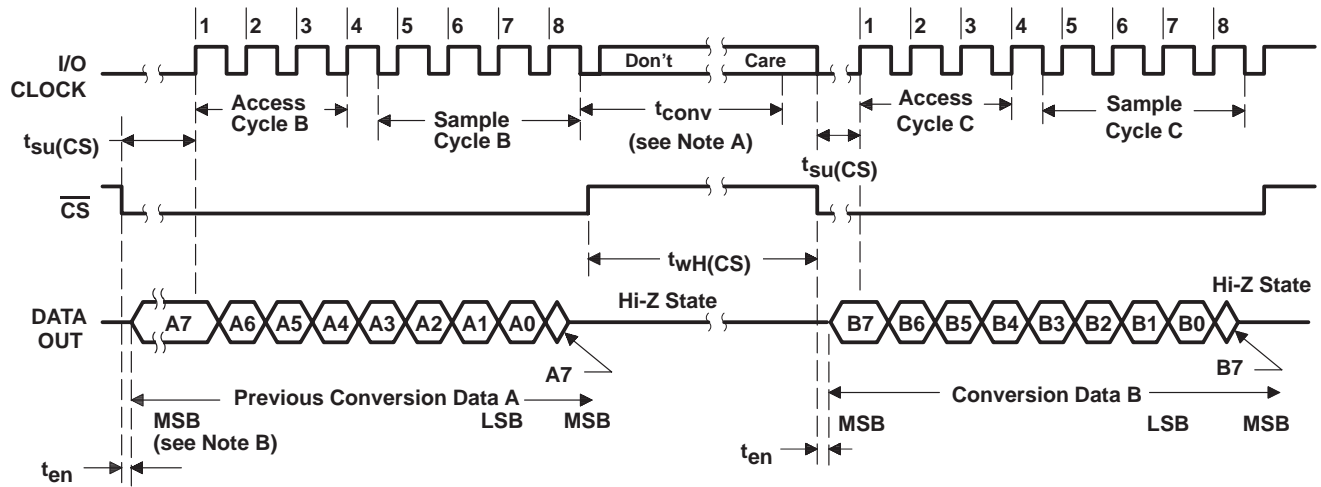 1 2 3 4 5 6 7 8 1 2 3 4 5 6 7 8
I/O
CLOCK
Don't Care
Access
Cycle B
Sample
Cycle B
tconv
(see Note A)
Access
Cycle C
Sample
Cycle C
tsu(CS)
tsu(CS)
CS
twH(CS)
Hi-Z State
Hi-Z State
DATA
OUT
A7 A6 A5 A4 A3 A2 A1 A0 B7 B6 B5 B4 B3 B2 B1 B0
A7
B7
Previous Conversion Data A
Conversion Data B
MSB
(see Note B)
LSB MSB
MSB LSB MSB
ten
ten